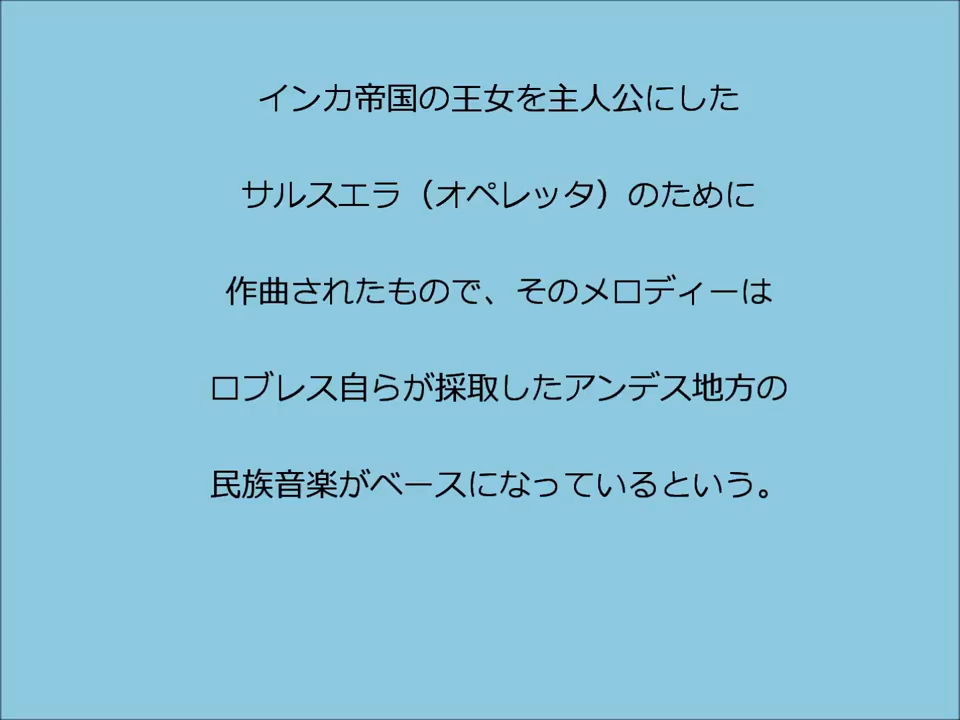 インカ帝国の王女を主人公にした
サルスエラ（オペレッタ）のために
作曲されたもので、そのメロディーは
ロブレス自らが採取したアンデス地方の
民族音楽がベースになっているという。